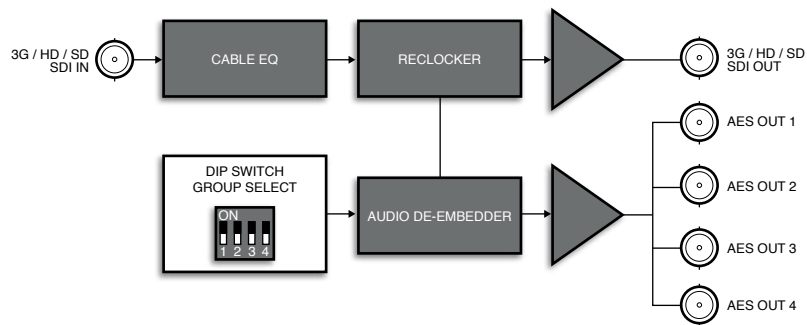 3G / HD / SD
SDI IN
CABLE EQ
RECLOCKER
3G / HD / SD
SDI OUT
AES OUT 1
DIP SWITCH
GROUP SELECT
ON
1 2 3 4
AUDIO DE-EMBEDDER
AES OUT 2
AES OUT 3
AES OUT 4